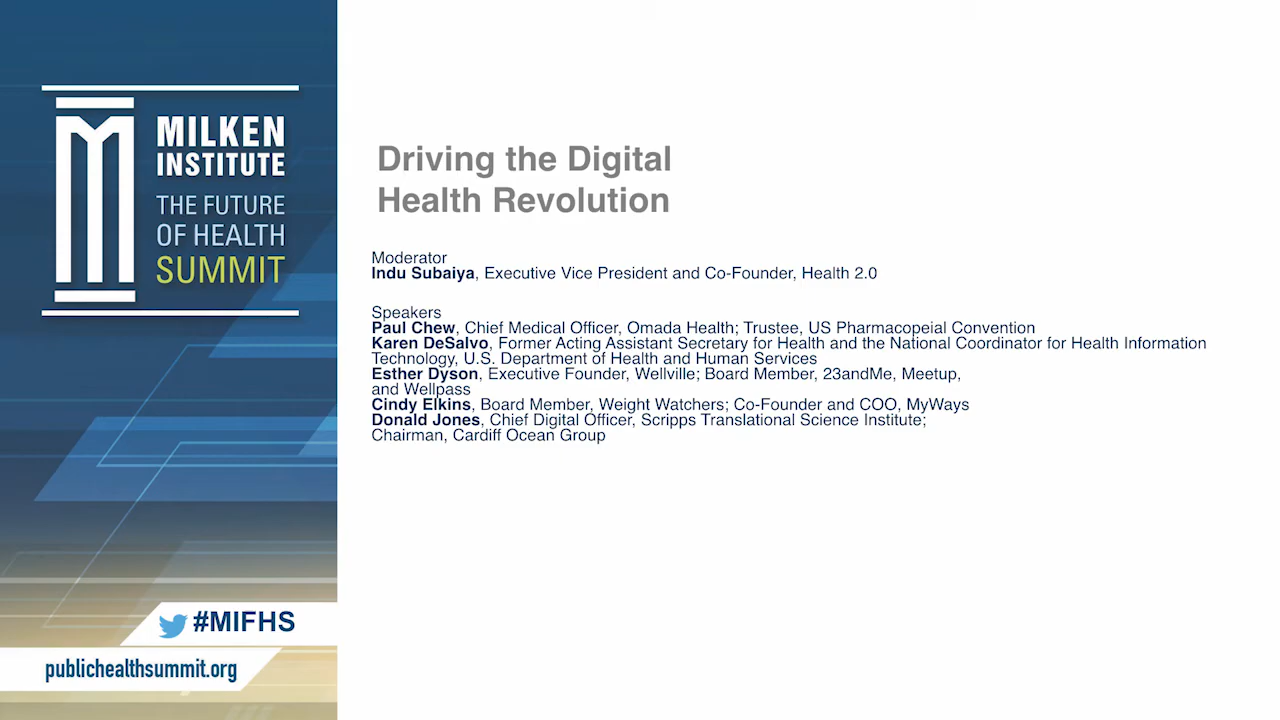 MILKEN
INSTITUTE
THE FUTURE
OF HEALTH
SUMMIT
#MIFHS
publichealthsummit.org
Driving the Digital
Health Revolution
Moderator
Indu Subaiya, Executive Vice President and Co-Founder, Health 2.0
Speakers
Paul Chew, Chief Medical Officer, Omada Health; Trustee, US Pharmacopeial Convention
Karen DeSalvo, Former Acting Assistant Secretary for Health and the National Coordinator for Health Information
Technology, U.S. Department of Health and Human Services
Esther Dyson, Executive Founder, Wellville; Board Member, 23andMe, Meetup,
and Wellpass
Cindy Elkins, Board Member, Weight Watchers; Co-Founder and COO, MyWays
Donald Jones, Chief Digital Officer, Scripps Translational Science Institute;
Chairman, Cardiff Ocean Group